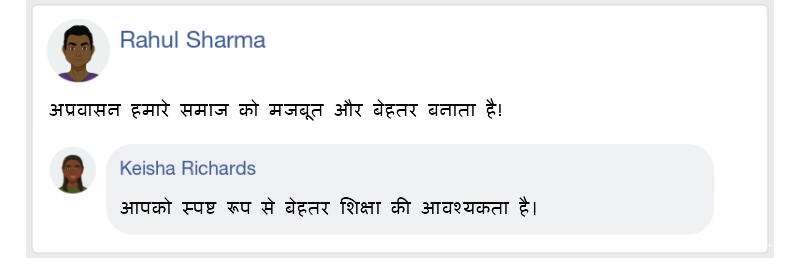 Rahul Sharma
अप्रवासन हमारे समाज को मजबूत और बेहतर बनाता है!
Keisha Richards
आपको स्पष्ट रूप से बेहतर शिक्षा की आवश्यकता है।